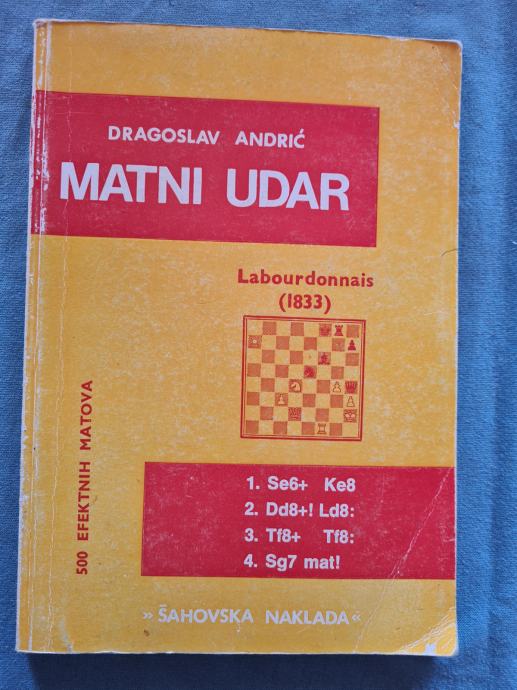 DRAGOSLAV ANDRIĆ
MATNI UDAR
Labourdonnais
(1833)
500 EFEKTNIH MATOVA
1. Se6+ Ke8
2. Dd8+! Ld8:
3. Tf8+ Tf8:
4. Sg7 mat!
» ŠAHOVSKA NAKLADA «